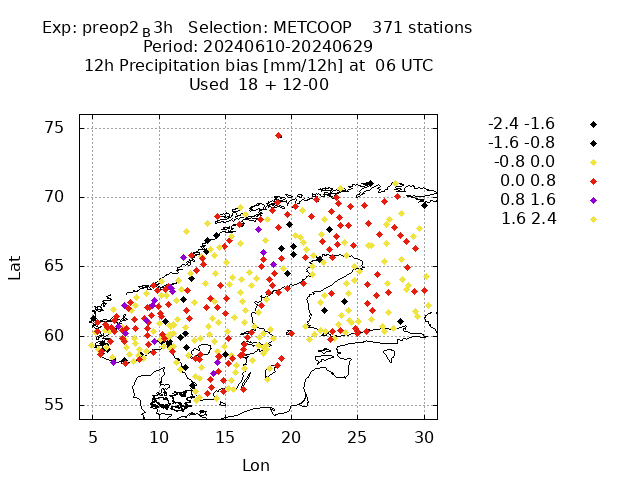 Exp: preop2 B 3h Selection: METCOOP 371 stations
Period: 20240610-20240629
12h Precipitation bias [mm/12h] at 06 UTC
Used 18 + 12-00
-2.4 -1.6
-1.6 -0.8
-0.8 0.0
0.0 0.8
0.8 1.6
1.6 2.4
75
70
65
60
55
Lat
5 10 15 20 25 30
Lon